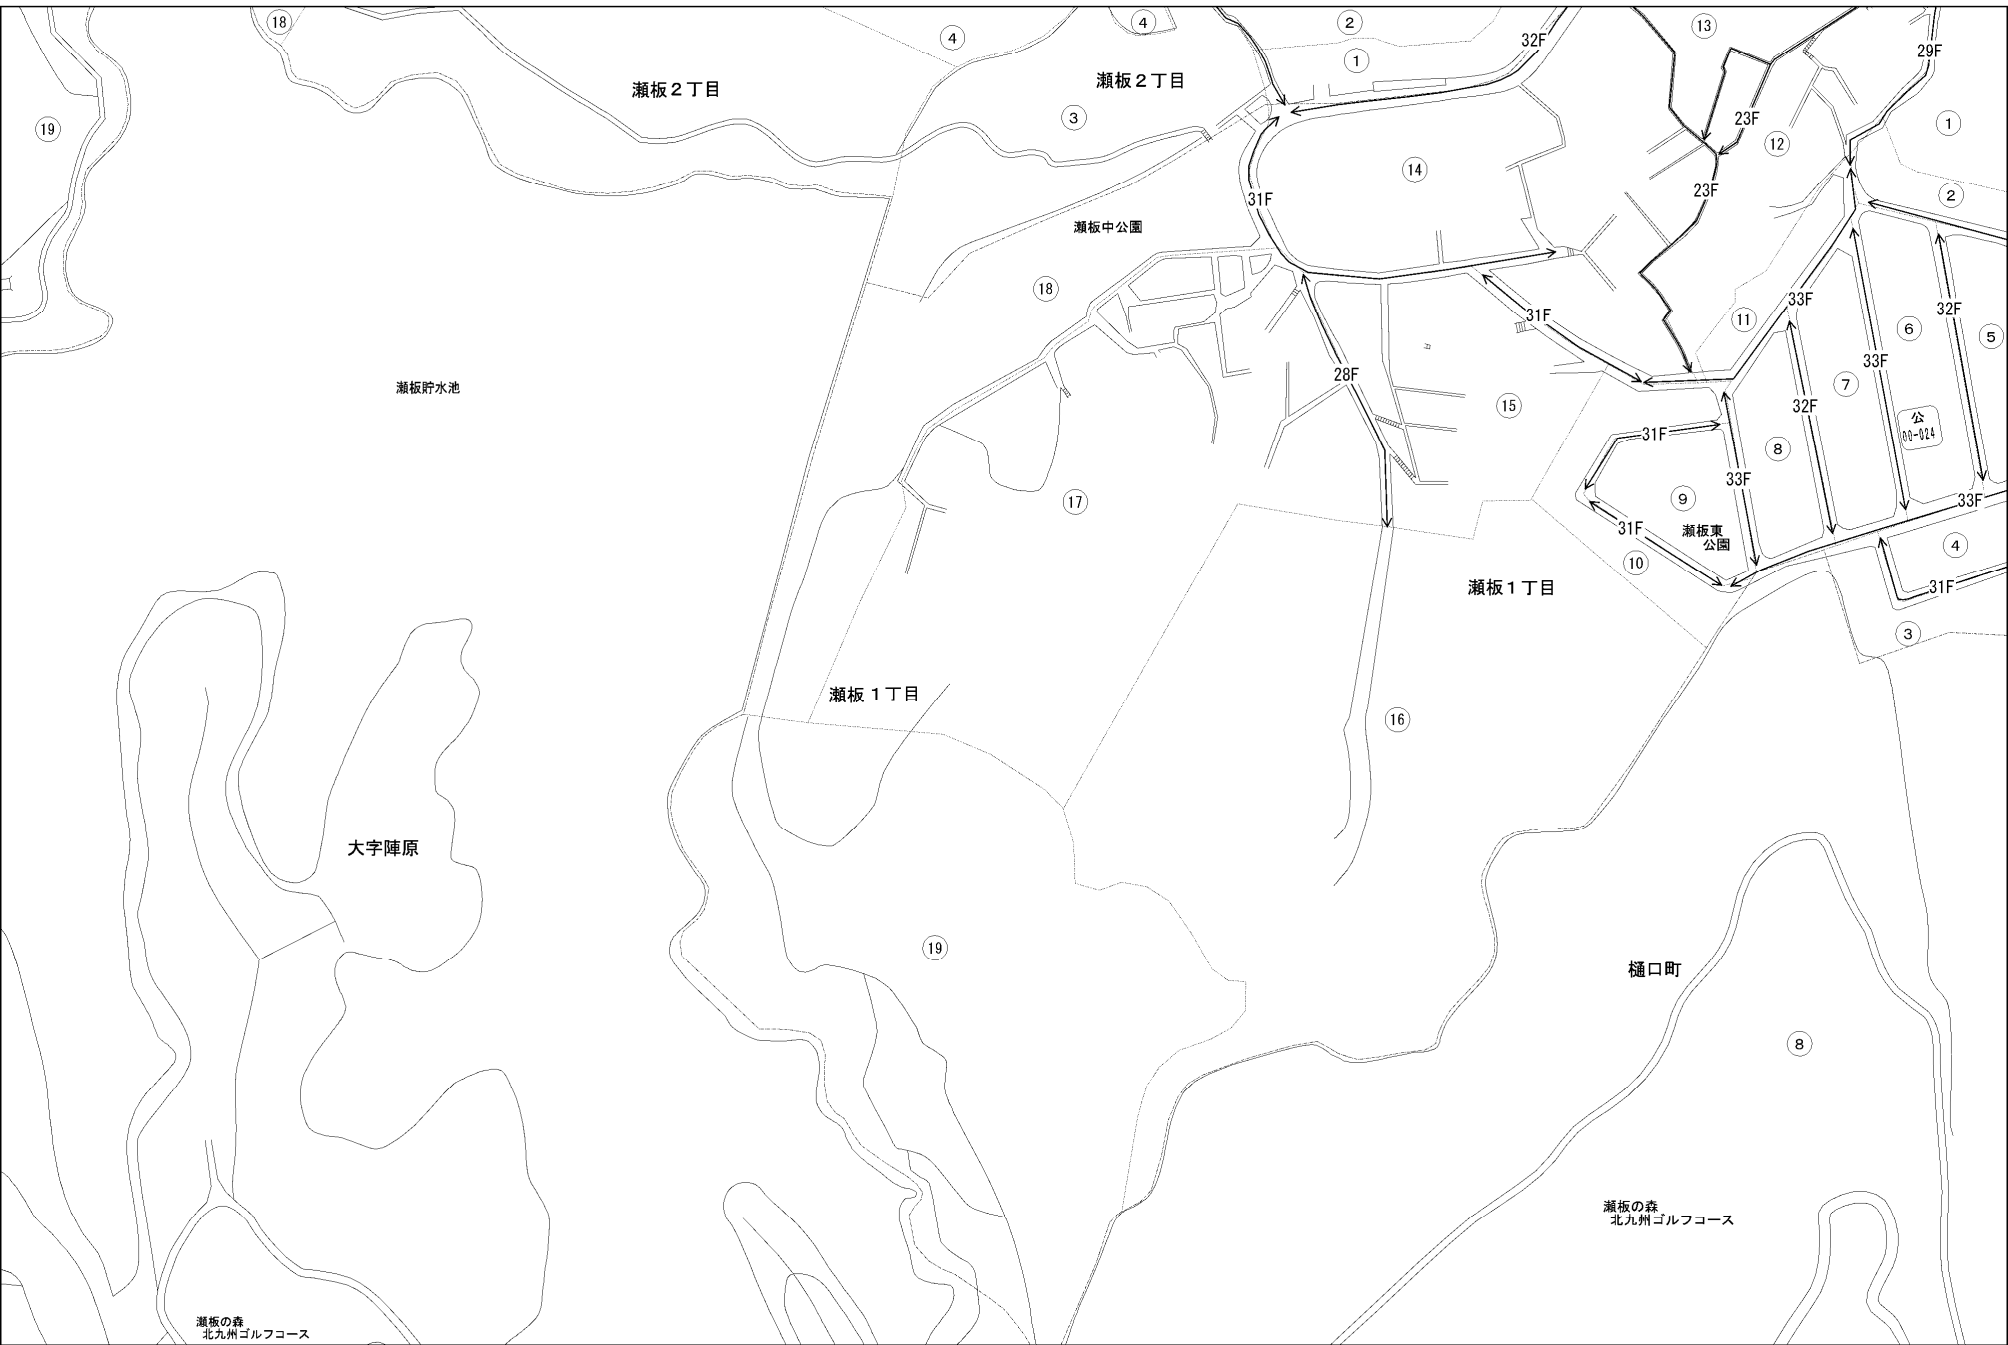 ⑱
④
④
②
32F
⑬
29F
①
瀬板２丁目
瀬板２丁目
⑲
③
23F
①
⑫
⑭
23F
②
31F
瀬板中公園
⑱
33F
32F
31F
⑪
⑥
⑤
瀬板貯水池
28F
33F
⑦
⑮
32F
公
00-024
31F
⑧
33F
⑰
⑨
33F
31F
瀬板東
公園
④
⑩
瀬板１丁目
31F
③
瀬板１丁目
⑯
大字陣原
⑲
樋口町
⑧
瀬板の森
北九州ゴルフコース
瀬板の森
北九州ゴルフコース